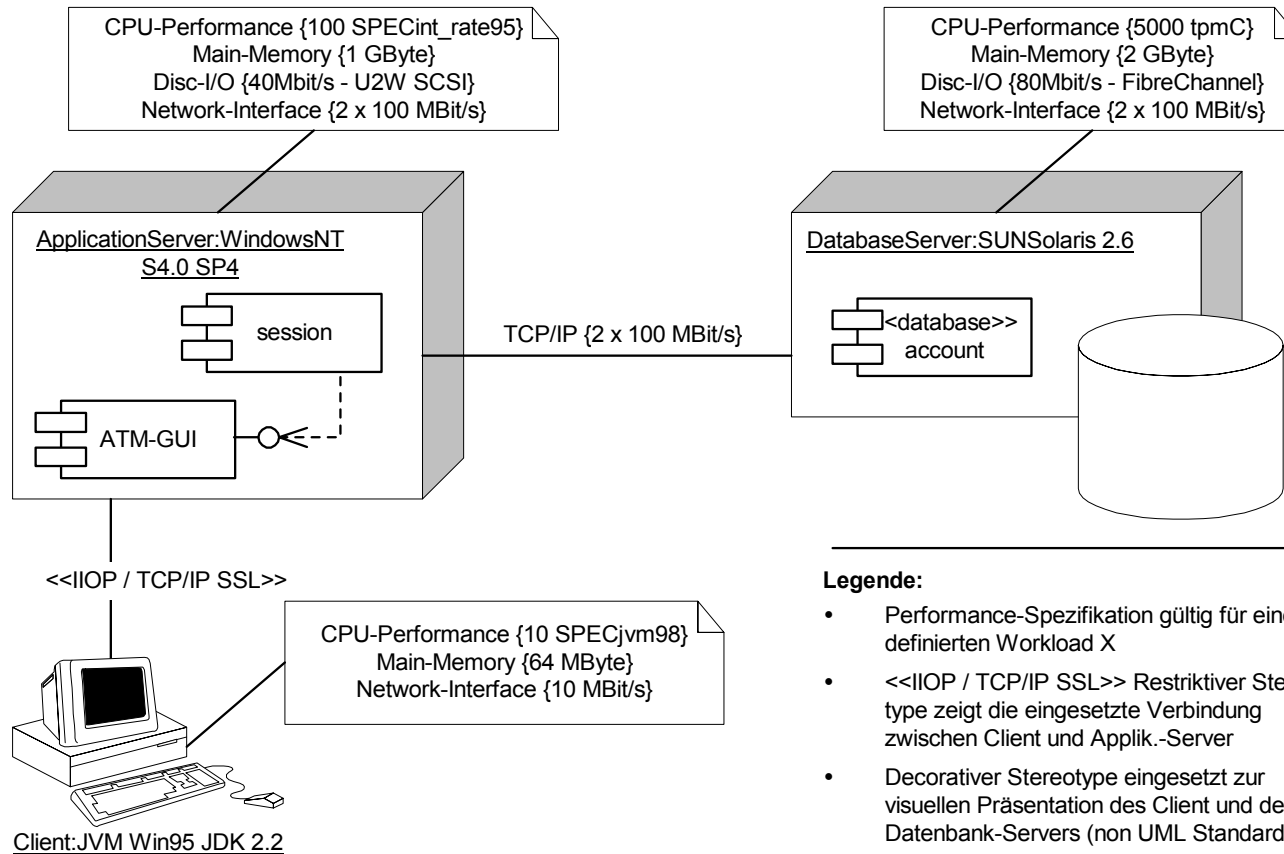 CPU-Performance {100 SPECint_rate95}
Main-Memory {1 GByte}
Disc-I/O {40Mbit/s - U2W SCSI}
Network-Interface {2 x 100 MBit/s}
CPU-Performance {5000 tpmC}
Main-Memory {2 GByte}
Disc-I/O {80Mbit/s - FibreChannel}
Network-Interface {2 x 100 MBit/s}
ApplicationServer:WindowsNT
S4.0 SP4
session
ATM-GUI
TCP/IP {2 x 100 MBit/s}
DatabaseServer:SUNSolaris 2.6
<database>>
account
<<IIOP / TCP/IP SSL>>
CPU-Performance {10 SPECjvm98}
Main-Memory {64 MByte}
Network-Interface {10 MBit/s}
Client:JVM Win95 JDK 2.2
Legende:
• Performance-Spezifikation gültig für
definierten Workload X
• <<IIOP / TCP/IP SSL>> Restriktiver
type zeigt die eingesetzte Verbindung
zwischen Client und Applik.-Server
• Decorativer Stereotype eingesetzt zur
visuellen Präsentation des Client und
Datenbank-Servers (non UML Standard